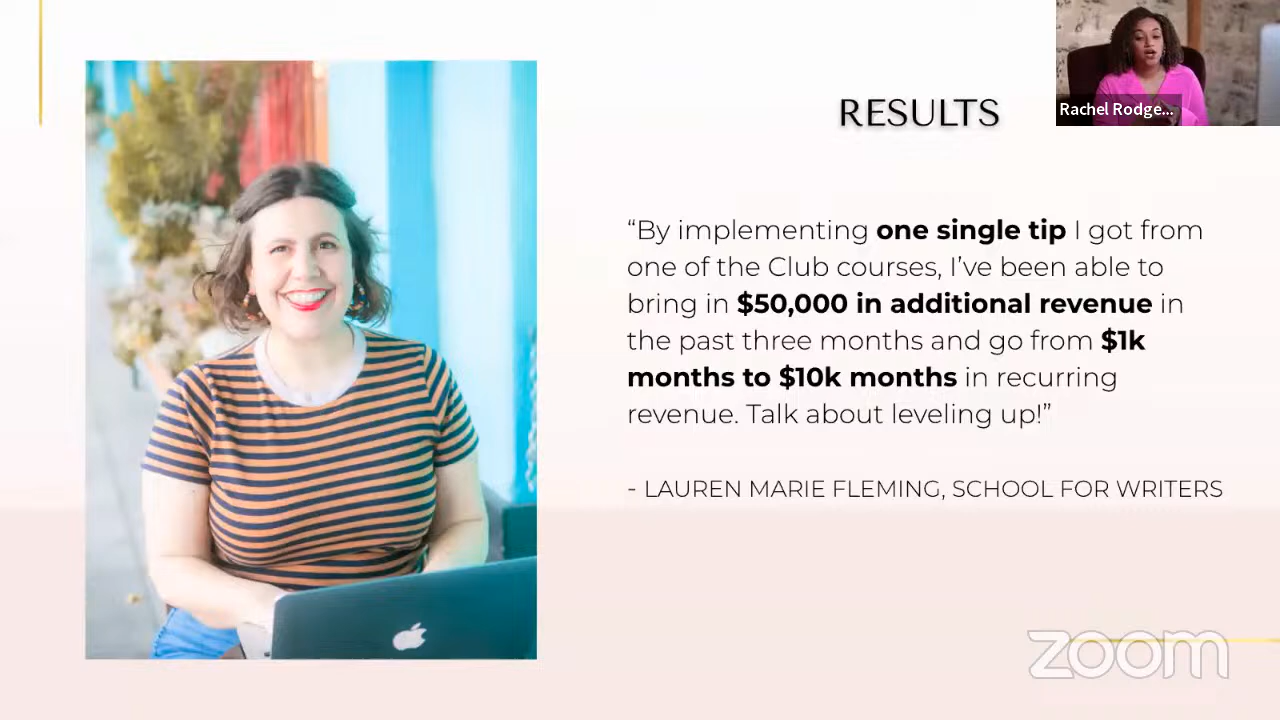 RESULTS
Rachel Rodge...
“By implementing one single tip I got from
one of the Club courses, I’ve been able to
bring in $50,000 in additional revenue in
the past three months and go from $1k
months to $10k months in recurring
revenue. Talk about leveling up!”
- LAUREN MARIE FLEMING, SCHOOL FOR WRITERS
zoom